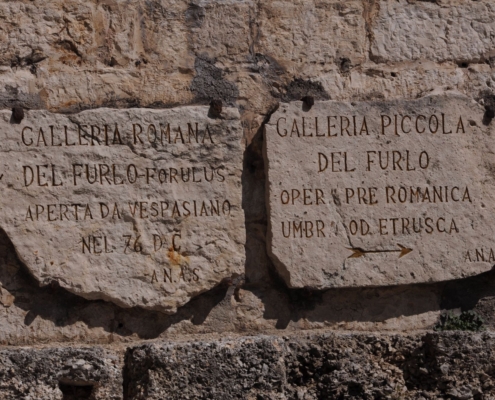 GALLERIA ROMANA
DEL FURLO-FORULUS-
APERTA DA VESPASIANO
NEL 76 D.C.
A.N.A.S
GALLERIA PICCOLA
DEL FURLO
OPER PRE ROMANICA
UMBR OD ETRUSCA
A.N.A